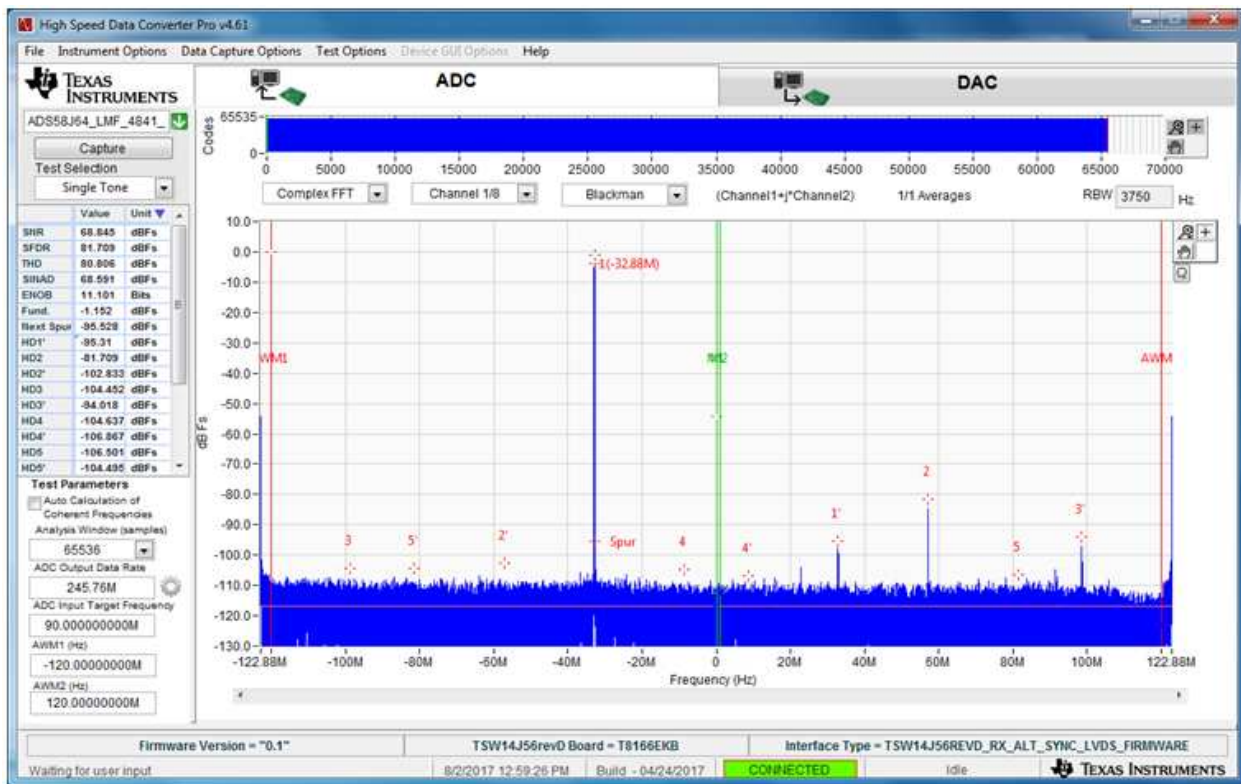 High Speed Data Converter Pro v4.61
File Instrument Options Data Capture Options Test Options Device GUI Options Help
TEXAS INSTRUMENTS
ADC
DAC
ADS58J64_LMF_4841_
Capture
Test Selection
Single Tone
Value Unit
SNR 68.845 dBFs
SFDR 81.709 dBFs
THD 80.806 dBFs
SINAD 68.591 dBFs
ENOB 11.101 Bits
Fund. -1.152 dBFs
Next Spur -95.528 dBFs
HD1' -95.31 dBFs
HD2 -81.709 dBFs
HD2' -102.833 dBFs
HD3 -104.452 dBFs
HD3' -94.018 dBFs
HD4 -104.637 dBFs
HD4' -106.867 dBFs
HD5 -106.501 dBFs
HD5' -104.495 dBFs
Test Parameters
Auto Calculation of
Coherent Frequencies
Analysis Window (samples)
65536
ADC Output Data Rate
245.76M
ADC Input Target Frequency
90.000000000M
AWM1 (Hz)
-120.00000000M
AWM2 (Hz)
120.00000000M
Codes
65535
0
0 5000 10000 15000 20000 25000 30000 35000 40000 45000 50000 55000 60000 65000 70000
Complex FFT Channel 1/8 Blackman (Channel1+j*Channel2) 1/1 Averages RBW 3750 Hz
dBFs
10.0
0.0
-10.0
-20.0
-30.0
-40.0
-50.0
-60.0
-70.0
-80.0
-90.0
-100.0
-110.0
-120.0
-130.0
1(-32.88M)
WM1
AWM
2
1'
3'
3
5'
2'
Spur
4
4'
5
-122.88M -100M -80M -60M -40M -20M 0 20M 40M 60M 80M 100M 122.88M
Frequency (Hz)
Firmware Version = "0.1"
TSW14J56revD Board = T8166EKB
Interface Type = TSW14J56REVD_RX_ALT_SYNC_LVDS_FIRMWARE
Waiting for user input
8/2/2017 12:59:26 PM
Build - 04/24/2017
CONNECTED
Idle
TEXAS INSTRUMENTS